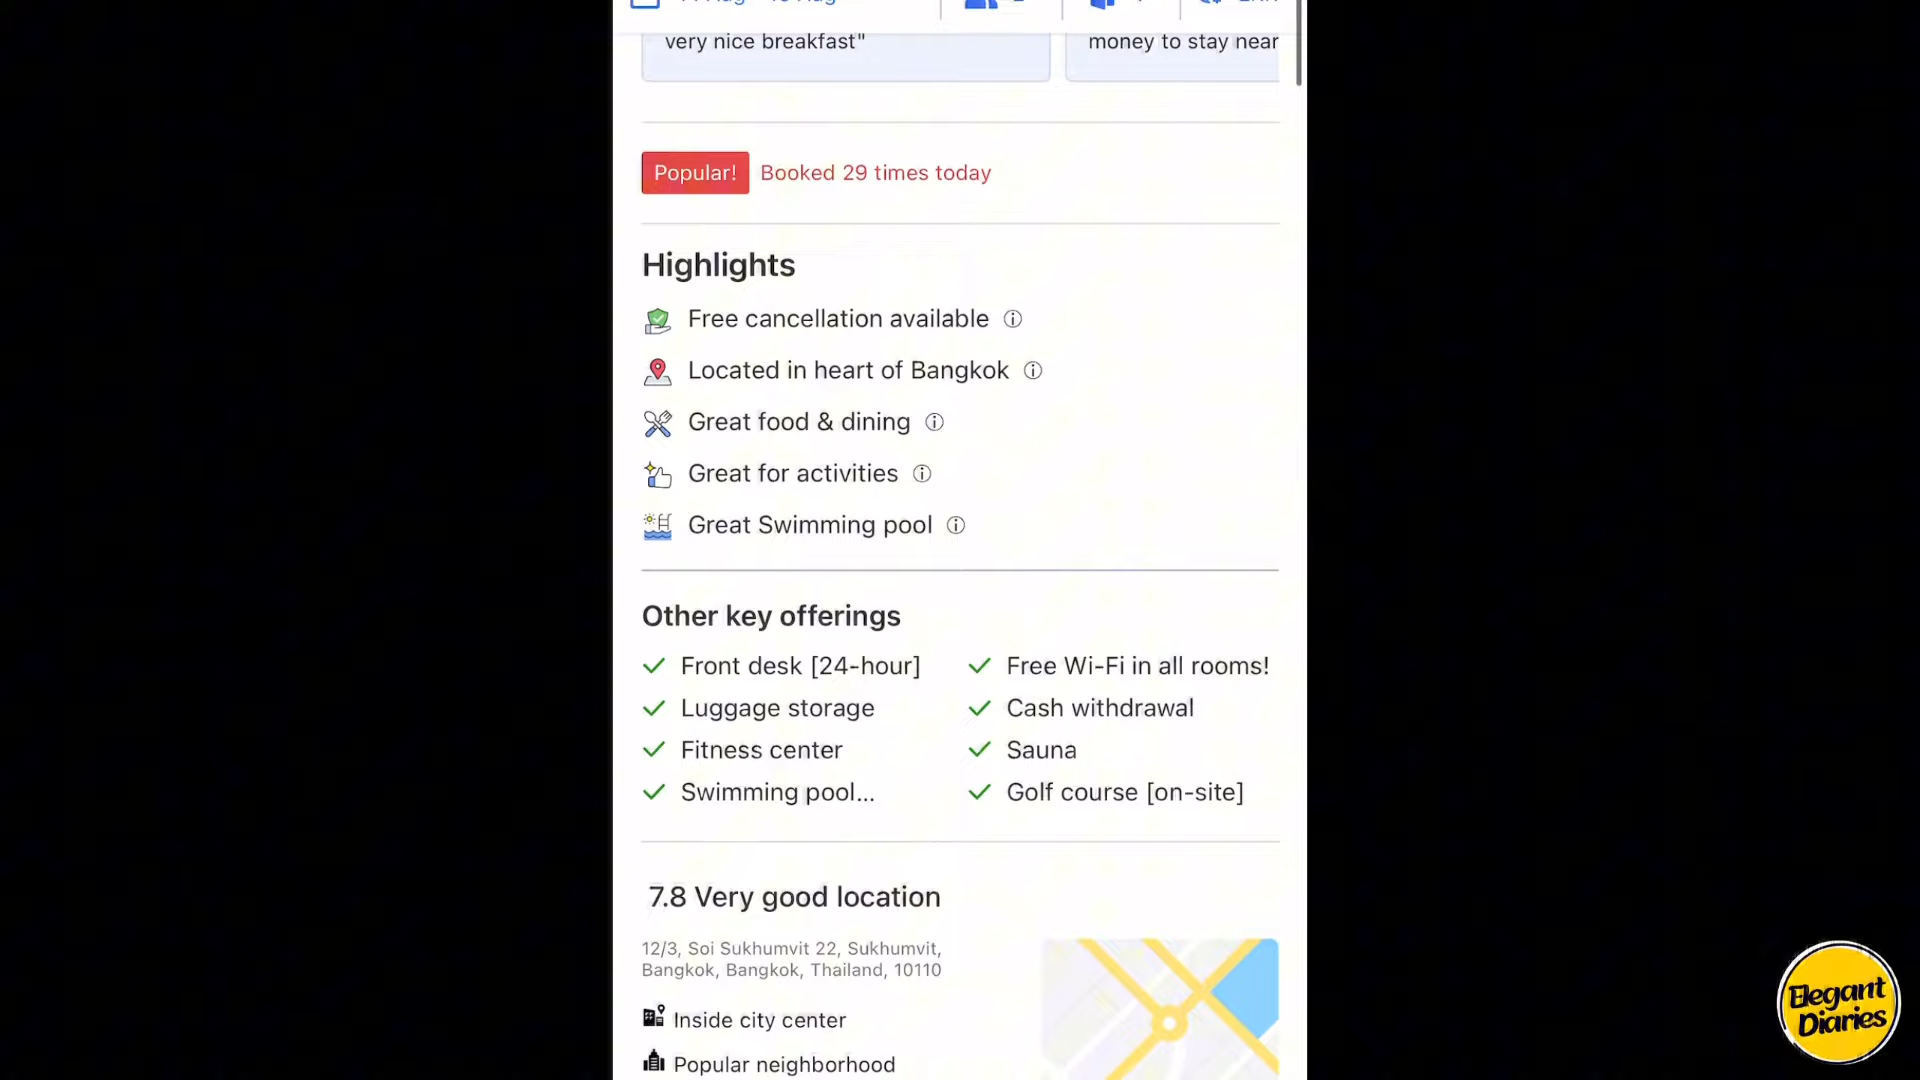 very nice breakfast"
money to stay near
Popular! Booked 29 times today
Highlights
Free cancellation available
Located in heart of Bangkok
Great food & dining
Great for activities
Great Swimming pool
Other key offerings
Front desk [24-hour]
Free Wi-Fi in all rooms!
Luggage storage
Cash withdrawal
Fitness center
Sauna
Swimming pool...
Golf course [on-site]
7.8 Very good location
12/3, Soi Sukhumvit 22, Sukhumvit,
Bangkok, Bangkok, Thailand, 10110
Inside city center
Popular neighborhood
Elegant
Diaries